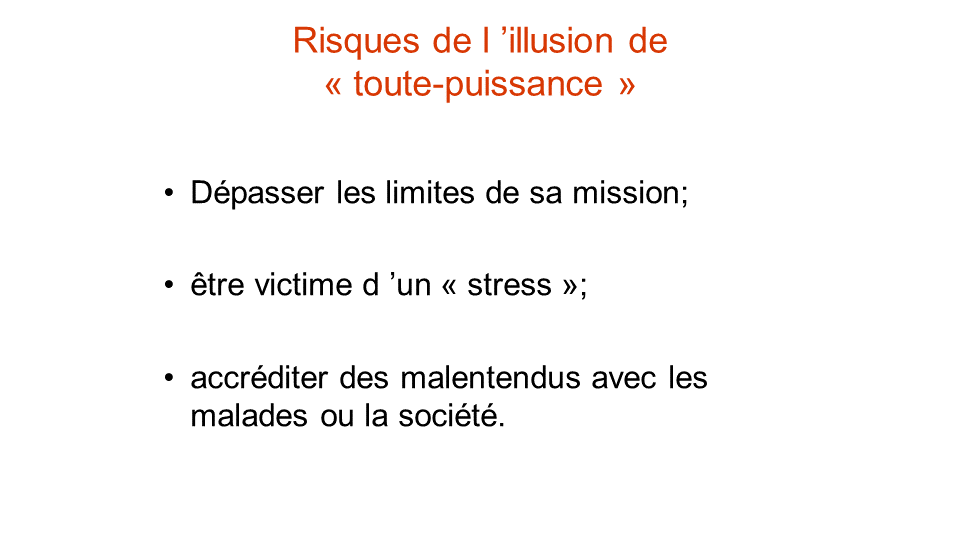 Risques de l ’illusion de
« toute-puissance »
• Dépasser les limites de sa mission;
• être victime d ’un « stress »;
• accréditer des malentendus avec les
malades ou la société.